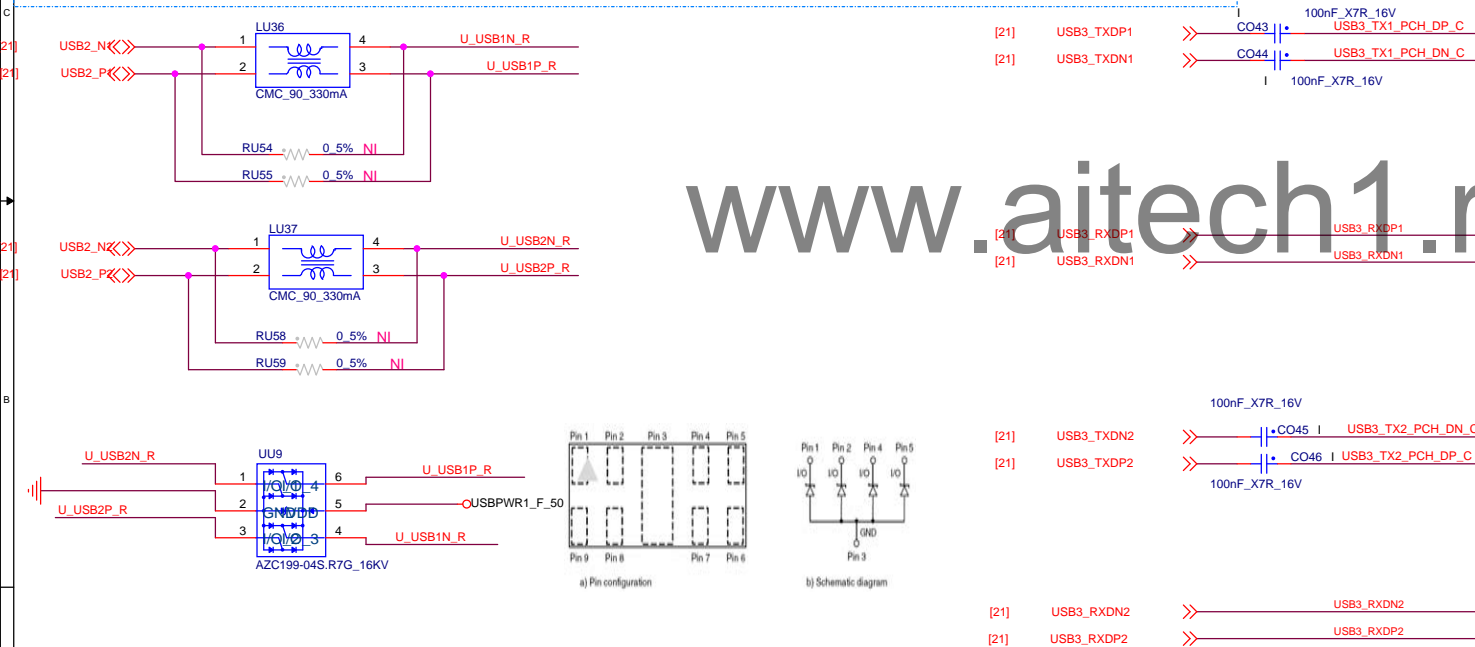 C
LU36
21] USB2_N1 1 4 U_USB1N_R
[21] USB2_P1 2 3 U_USB1P_R
CMC_90_330mA
RU54 0_5% NI
RU55 0_5% NI
LU37
21] USB2_N2 1 4 U_USB2N_R
[21] USB2_P2 2 3 U_USB2P_R
CMC_90_330mA
RU58 0_5% NI
RU59 0_5% NI
B
UU9
U_USB2N_R 1 6 U_USB1P_R
2 5 USBPWR1_F_50
U_USB2P_R 3 4 U_USB1N_R
AZC199-04S.R7G_16KV
Pin 1 Pin 2 Pin 3 Pin 4 Pin 5
Pin 9 Pin 8 Pin 7 Pin 6
a) Pin configuration
Pin 1 Pin 2 Pin 4 Pin 5
I/O I/O I/O I/O
GND
Pin 3
b) Schematic diagram
I 100nF_X7R_16V
[21] USB3_TXDP1 CO43 USB3_TX1_PCH_DP_C
[21] USB3_TXDN1 CO44 USB3_TX1_PCH_DN_C
I 100nF_X7R_16V
www.aitech1.r
[21] USB3_RXDP1 USB3_RXDP1
[21] USB3_RXDN1 USB3_RXDN1
100nF_X7R_16V
[21] USB3_TXDN2 CO45 I USB3_TX2_PCH_DN_C
[21] USB3_TXDP2 CO46 I USB3_TX2_PCH_DP_C
100nF_X7R_16V
[21] USB3_RXDN2 USB3_RXDN2
[21] USB3_RXDP2 USB3_RXDP2